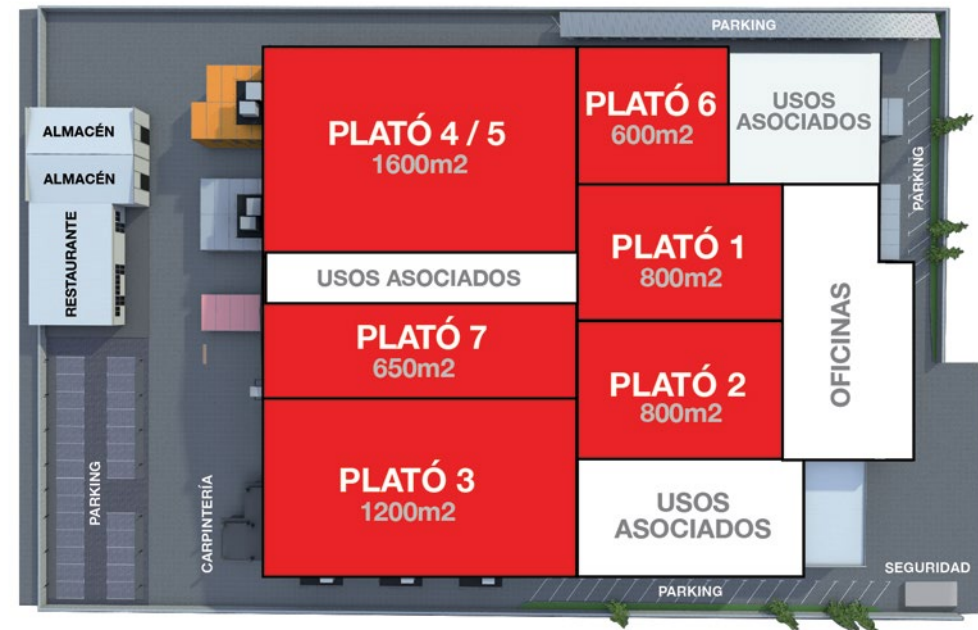 PARKING
PLATÓ 4 / 5
1600m2
PLATÓ 6
600m2
USOS
ASOCIADOS
ALMACÉN
ALMACÉN
PARKING
RESTAURANTE
PLATÓ 1
800m2
USOS ASOCIADOS
OFICINAS
PLATÓ 7
650m2
PLATÓ 2
800m2
PLATÓ 3
1200m2
USOS
ASOCIADOS
PARKING
CARPINTERÍA
SEGURIDAD
PARKING